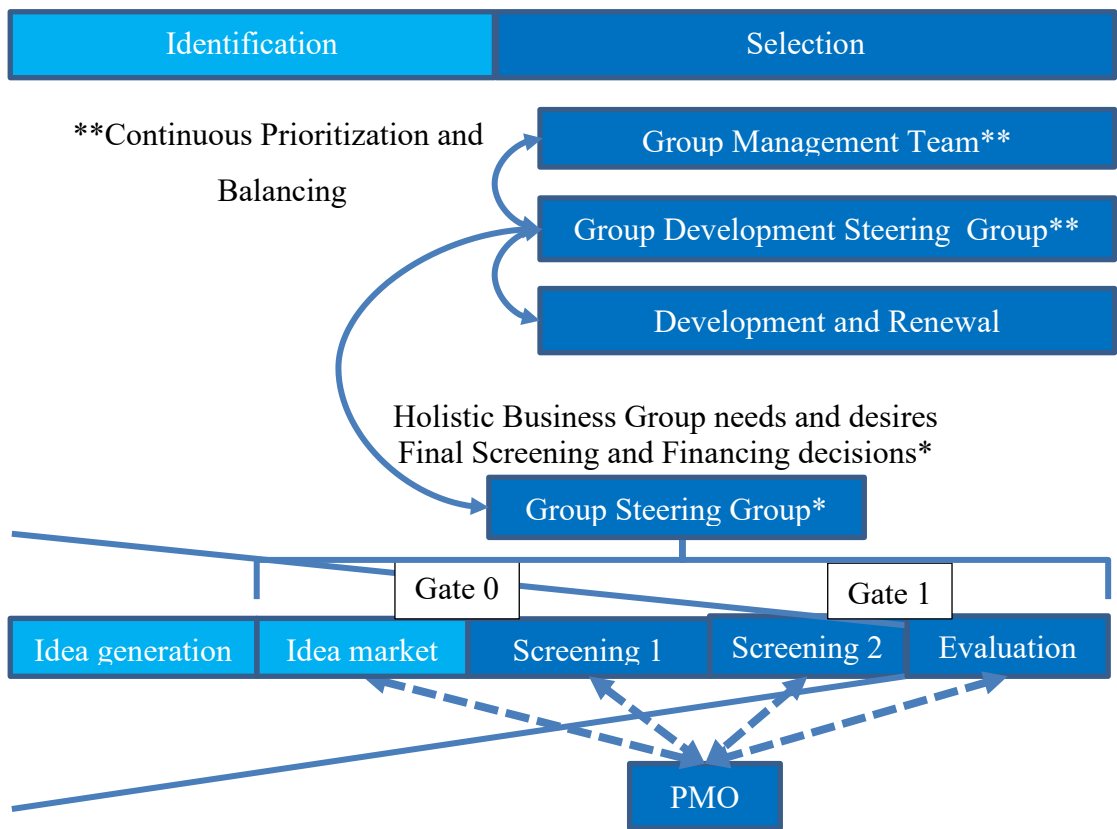 Identification
Selection
**Continuous Prioritization and
Balancing
Group Management Team**
Group Development Steering Group**
Development and Renewal
Holistic Business Group needs and desires
Final Screening and Financing decisions*
Group Steering Group*
Gate 0
Gate 1
Idea generation
Idea market
Screening 1
Screening 2
Evaluation
PMO